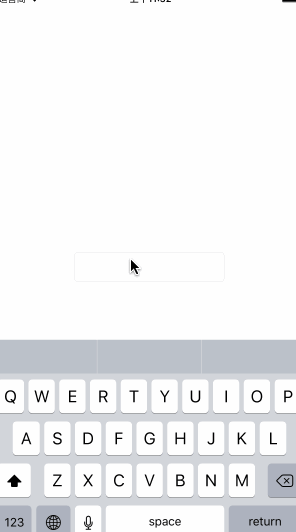 Q W E R T Y U I O P
A S D F G H J K L
Z X C V B N M
123 space return